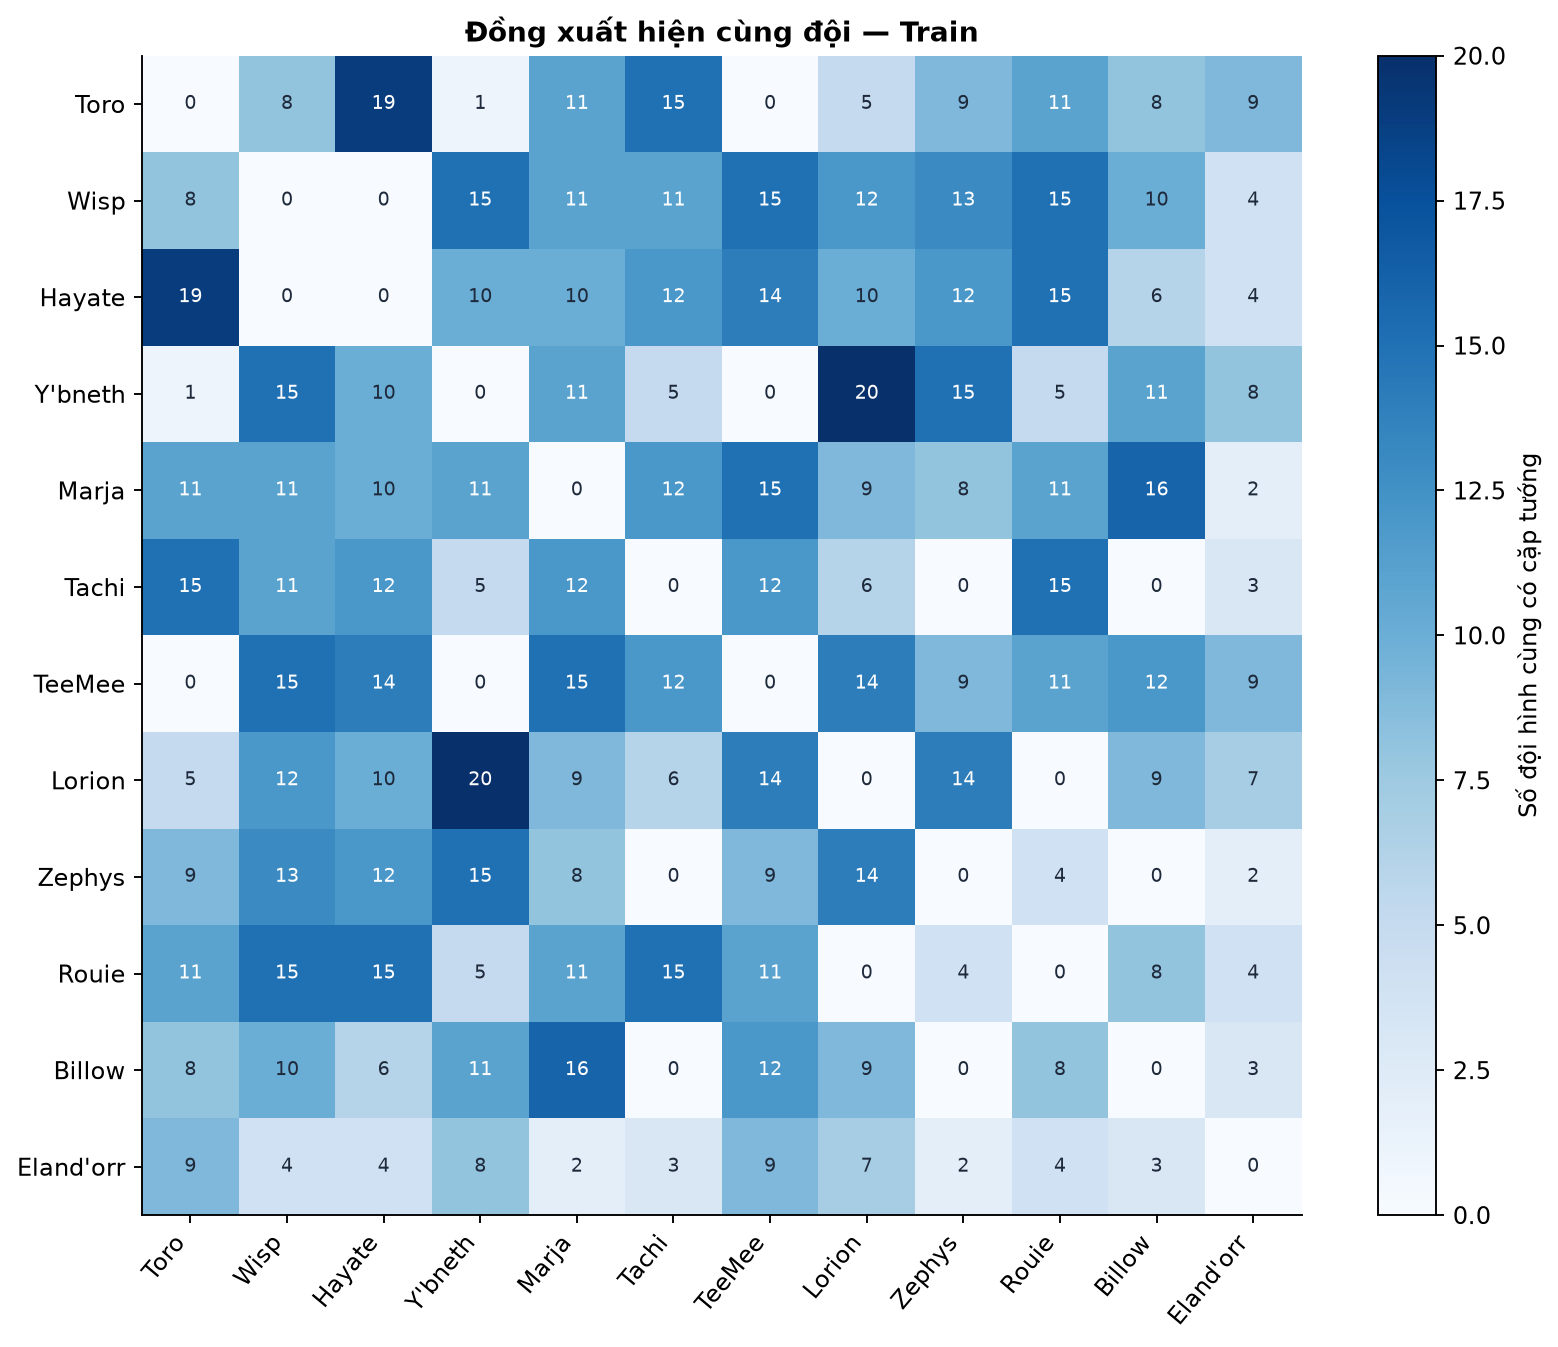 Đồng xuất hiện cùng đội — Train
Toro 0 8 19 1 11 15 0 5 9 11 8 9
Wisp 8 0 0 15 11 11 15 12 13 15 10 4
Hayate 19 0 0 10 10 12 14 10 12 15 6 4
Y'bneth 1 15 10 0 11 5 0 20 15 5 11 8
Marja 11 11 10 11 0 12 15 9 8 11 16 2
Tachi 15 11 12 5 12 0 12 6 0 15 0 3
TeeMee 0 15 14 0 15 12 0 14 9 11 12 9
Lorion 5 12 10 20 9 6 14 0 14 0 9 7
Zephys 9 13 12 15 8 0 9 14 0 4 0 2
Rouie 11 15 15 5 11 15 11 0 4 0 8 4
Billow 8 10 6 11 16 0 12 9 0 8 0 3
Eland'orr 9 4 4 8 2 3 9 7 2 4 3 0
Toro Wisp Hayate Y'bneth Marja Tachi TeeMee Lorion Zephys Rouie Billow Eland'orr
20.0
17.5
15.0
12.5
10.0
7.5
5.0
2.5
0.0
Số đội hình cùng có cặp tướng